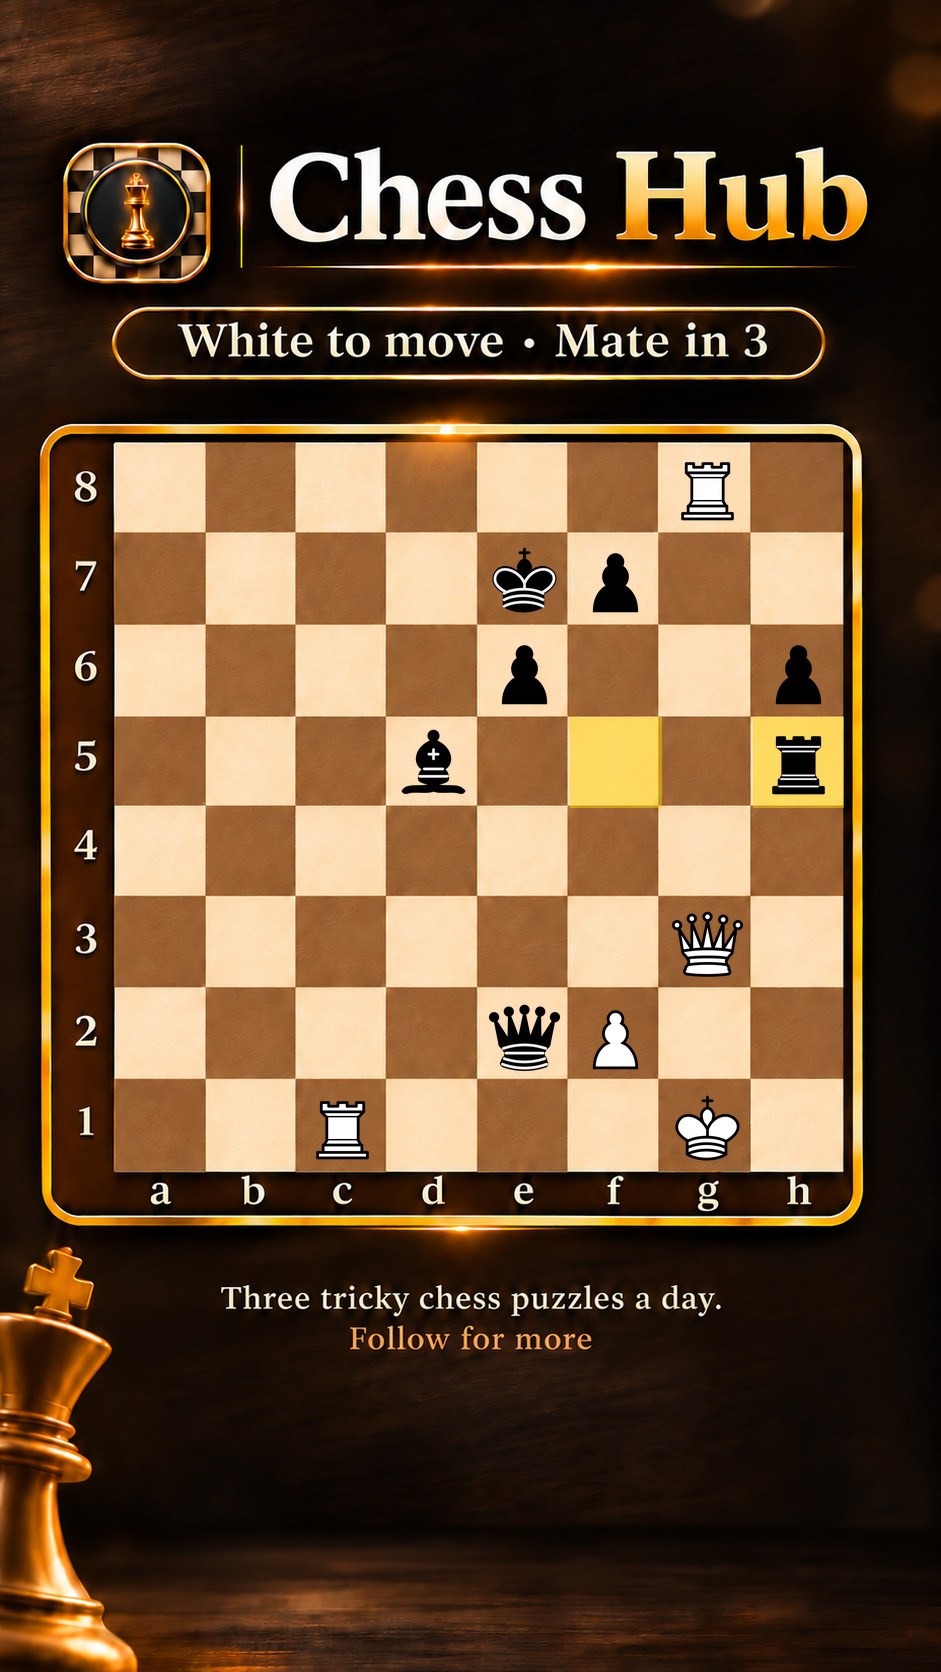 Chess Hub
White to move • Mate in 3
8
7
6
5
4
3
2
1
a b c d e f g h
Three tricky chess puzzles a day.
Follow for more